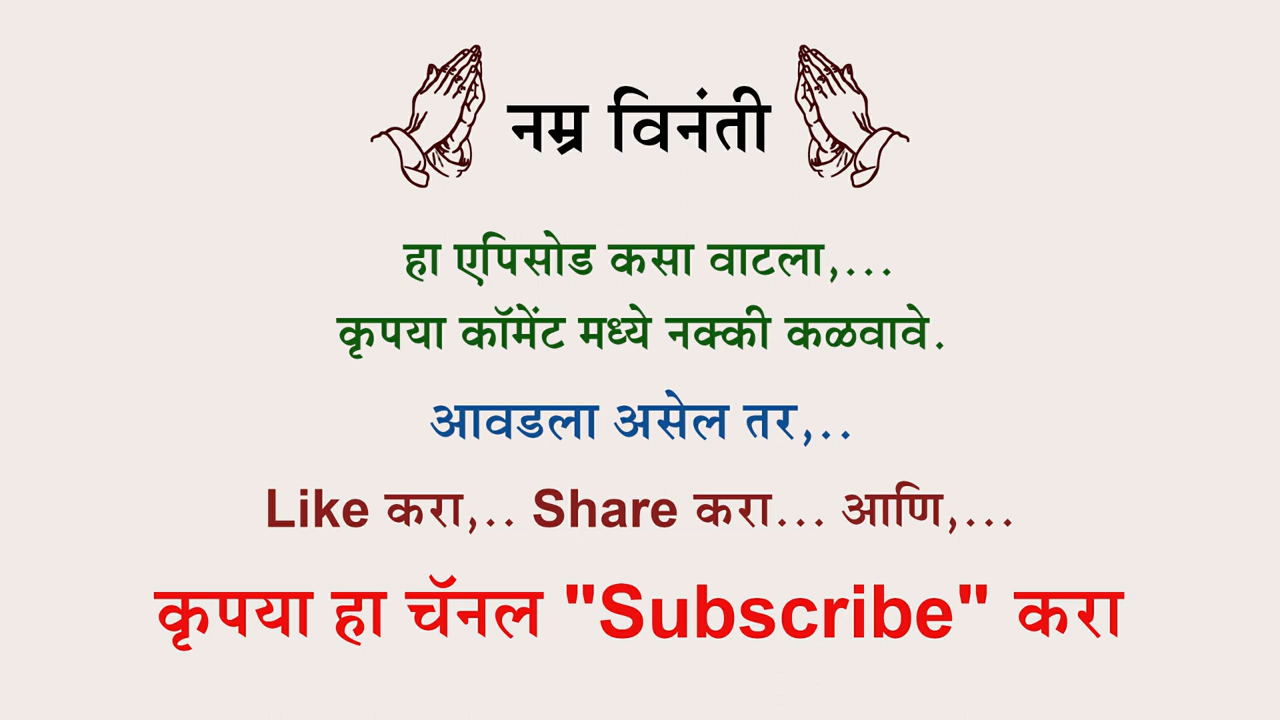 नम्र विनंती
हा एपिसोड कसा वाटला,...
कृपया कॉमेंट मध्ये नक्की कळवावे.
आवडला असेल तर,..
Like करा,.. Share करा... आणि,...
कृपया हा चॅनल "Subscribe" करा